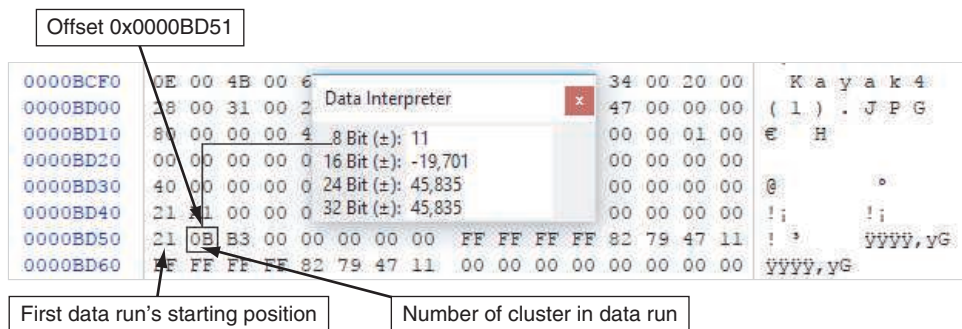 Offset 0x0000BD51
0000BCF0 0E 00 4B 00 6 34 00 20 00 K a y a k 4
0000BD00 28 00 31 00 2 47 00 00 00 ( 1 ) . J P G
0000BD10 80 00 00 00 4 00 00 01 00 € H
0000BD20 00 00 00 00 0 00 00 00 00
0000BD30 40 00 00 00 0 00 00 00 00 @ °
0000BD40 21 A1 00 00 0 00 00 00 00 !¡ !¡
0000BD50 21 0B B3 00 00 00 00 00 FF FF FF FF 82 79 47 11 ! ³ ÿÿÿÿ‚yG
0000BD60 FF FF FF FF 82 79 47 11 00 00 00 00 00 00 00 00 ÿÿÿÿ‚yG
Data Interpreter x
8 Bit (±): 11
16 Bit (±): -19,701
24 Bit (±): 45,835
32 Bit (±): 45,835
First data run's starting position
Number of cluster in data run